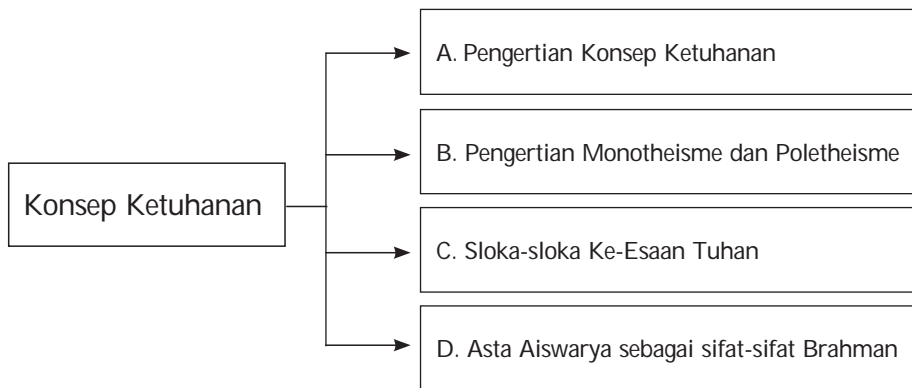 A. Pengertian Konsep Ketuhanan
B. Pengertian Monotheisme dan Poletheisme
Konsep Ketuhanan
C. Sloka-sloka Ke-Esaan Tuhan
D. Asta Aiswarya sebagai sifat-sifat Brahman